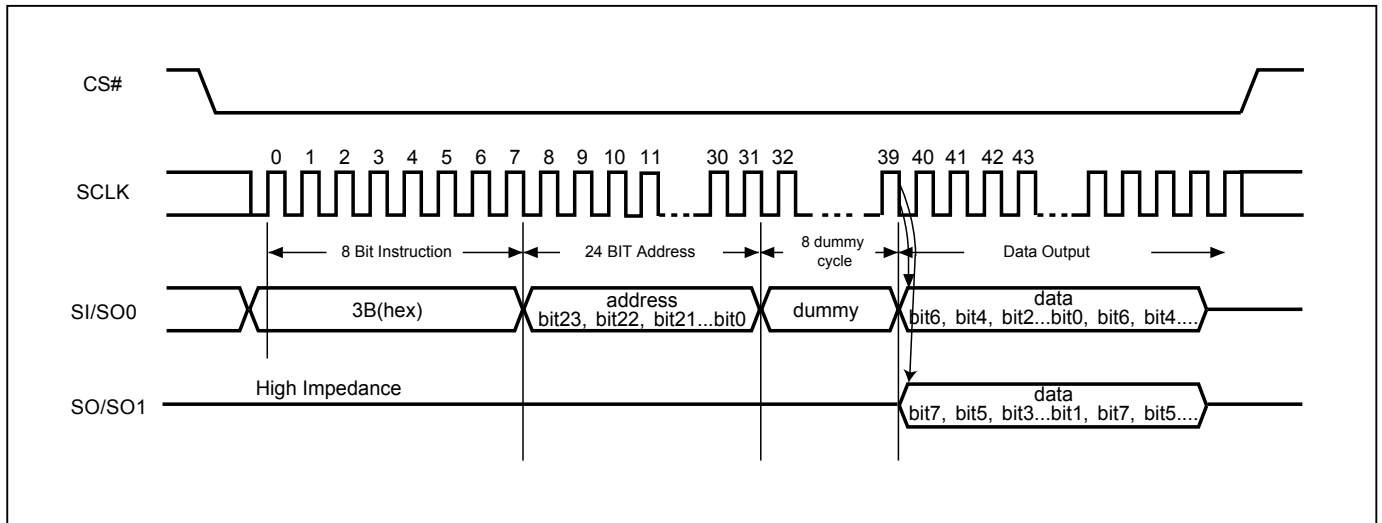 CS#
0 1 2 3 4 5 6 7 8 9 10 11 30 31 32 39 40 41 42 43
SCLK
8 Bit Instruction 24 BIT Address 8 dummy cycle Data Output
SI/SO0 3B(hex) address dummy data
bit23, bit22, bit21...bit0 bit6, bit4, bit2...bit0, bit6, bit4....
High Impedance
SO/SO1 data
bit7, bit5, bit3...bit1, bit7, bit5....